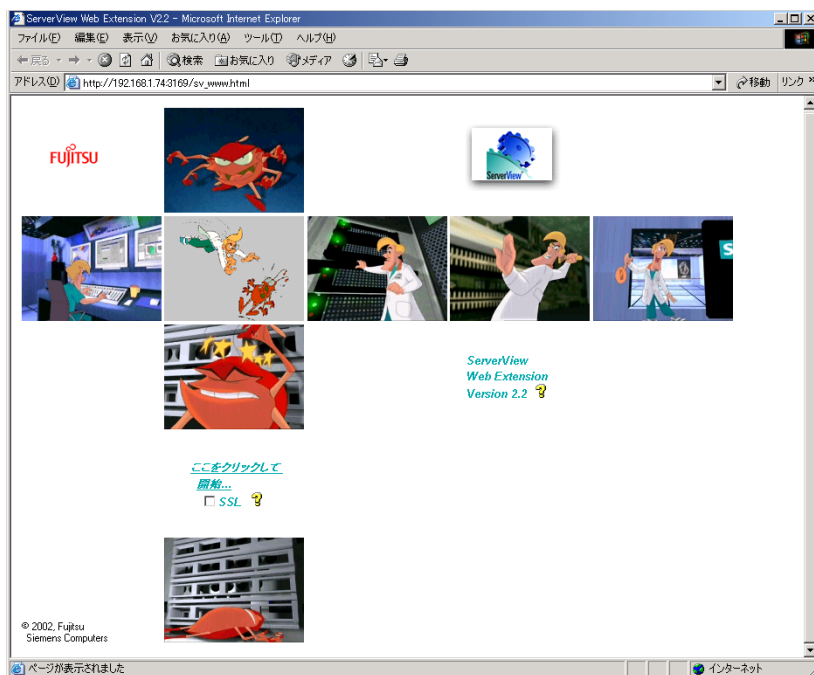 ServerView Web Extension V2.2 - Microsoft Internet Explorer
ファイル(F) 編集(E) 表示(V) お気に入り(A) ツール(T) ヘルプ(H)
戻る 検索 お気に入り メディア
アドレス(D) http://192.168.1.74:3169/sv_www.html 移動 リンク »
FUJITSU
ServerView
S
ServerView
Web Extension
Version 2.2 ?
ここをクリックして
開始...
SSL ?
© 2002, Fujitsu
Siemens Computers
ページが表示されました インターネット